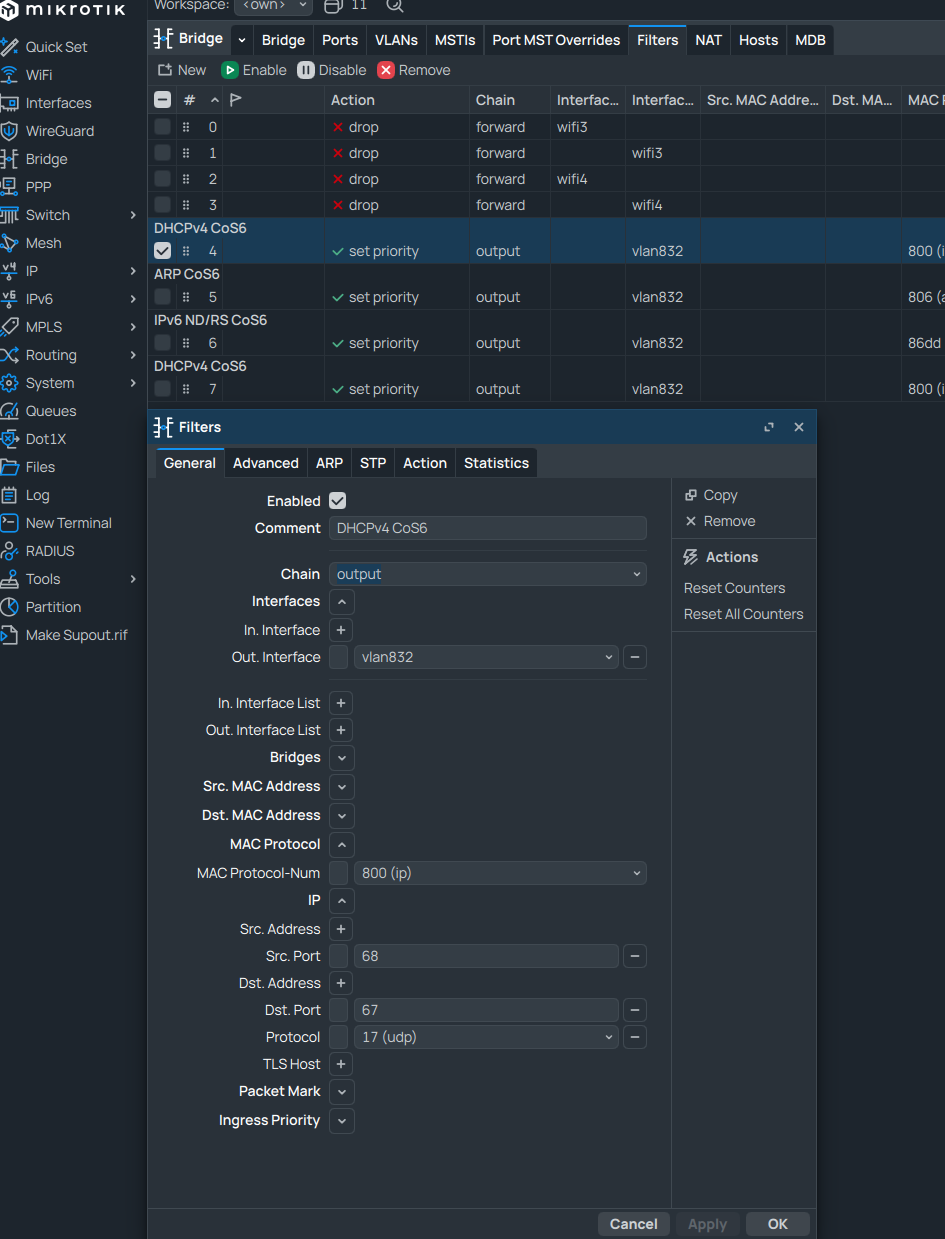 mikrotik
Workspace: <own> 11
Quick Set
WiFi
Interfaces
WireGuard
Bridge
PPP
Switch
Mesh
IP
IPv6
MPLS
Routing
System
Queues
Dot1X
Files
Log
New Terminal
RADIUS
Tools
Partition
Make Supout.rif
Bridge Bridge Ports VLANs MSTIs Port MST Overrides Filters NAT Hosts MDB
New Enable Disable Remove
# Action Chain Interfac... Interfac... Src. MAC Addre... Dst. MA... MAC
0 drop forward wifi3
1 drop forward wifi3
2 drop forward wifi4
3 drop forward wifi4
DHCPv4 CoS6
4 set priority output vlan832 800 (i
ARP CoS6
5 set priority output vlan832 806 (a
IPv6 ND/RS CoS6
6 set priority output vlan832 86dd
DHCPv4 CoS6
7 set priority output vlan832 800 (i
Filters
General Advanced ARP STP Action Statistics
Enabled
Comment DHCPv4 CoS6
Chain output
Interfaces
In. Interface
Out. Interface vlan832
In. Interface List
Out. Interface List
Bridges
Src. MAC Address
Dst. MAC Address
MAC Protocol
MAC Protocol-Num 800 (ip)
IP
Src. Address
Src. Port 68
Dst. Address
Dst. Port 67
Protocol 17 (udp)
TLS Host
Packet Mark
Ingress Priority
Copy
Remove
Actions
Reset Counters
Reset All Counters
Cancel Apply OK